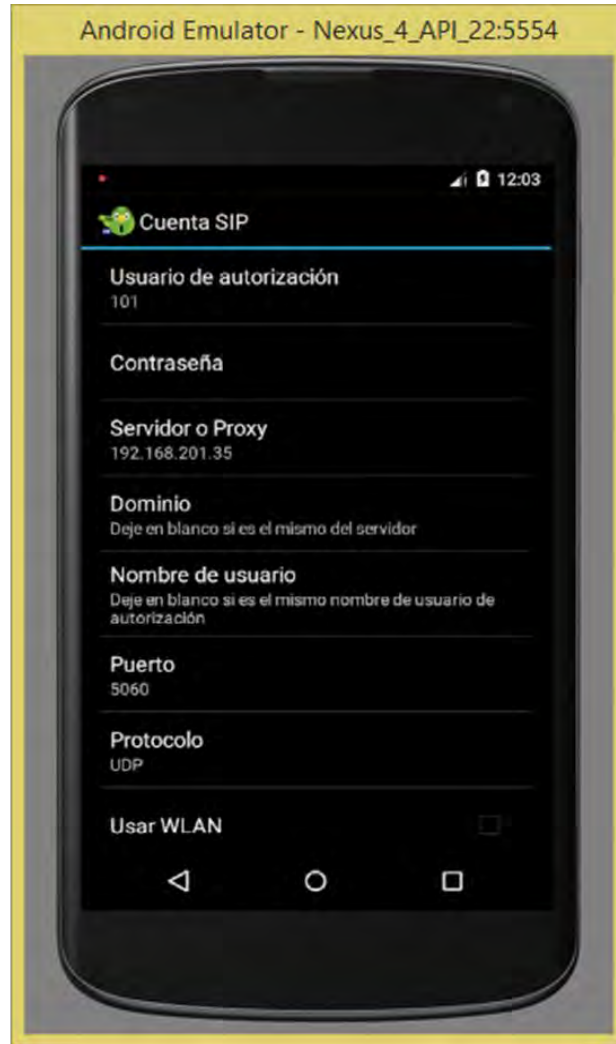 Android Emulator - Nexus_4_API_22:5554
12:03
Cuenta SIP
Usuario de autorización
101
Contraseña
Servidor o Proxy
192.168.201.35
Dominio
Deje en blanco si es el mismo del servidor
Nombre de usuario
Deje en blanco si es el mismo nombre de usuario de
autorización
Puerto
5060
Protocolo
UDP
Usar WLAN